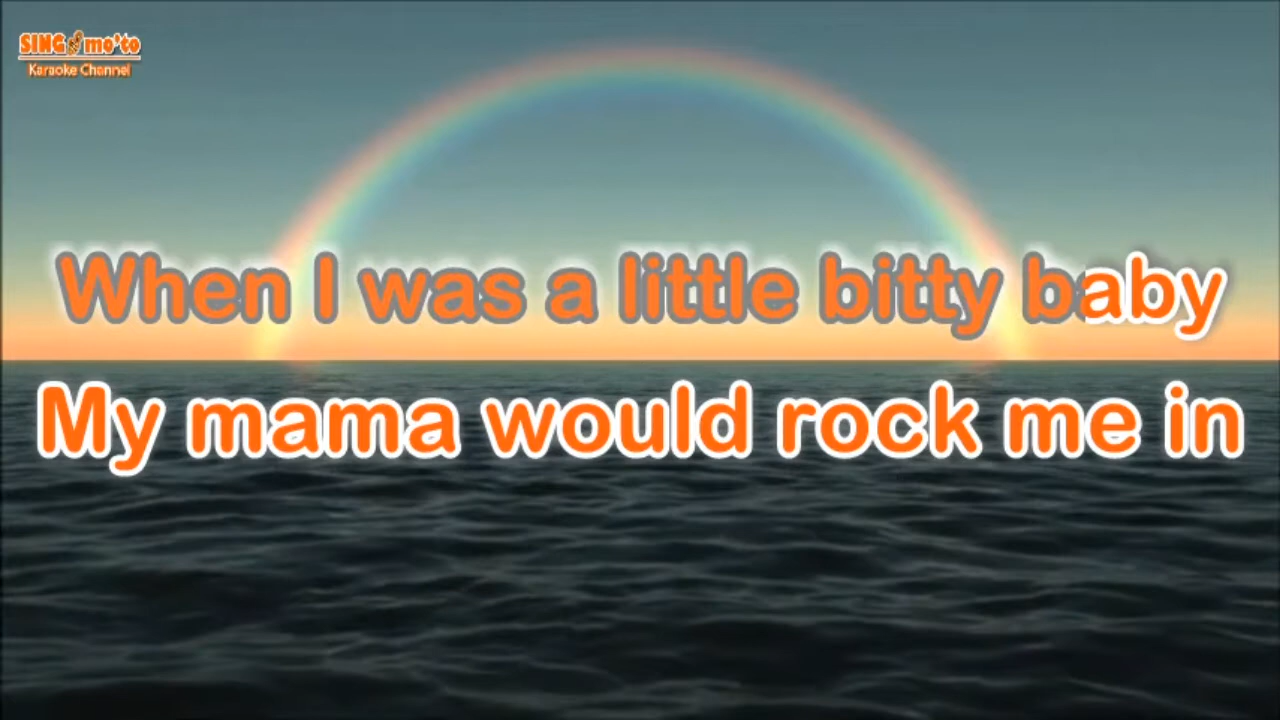 SING mo'to
Karaoke Channel
When I was a little bitty baby
My mama would rock me in